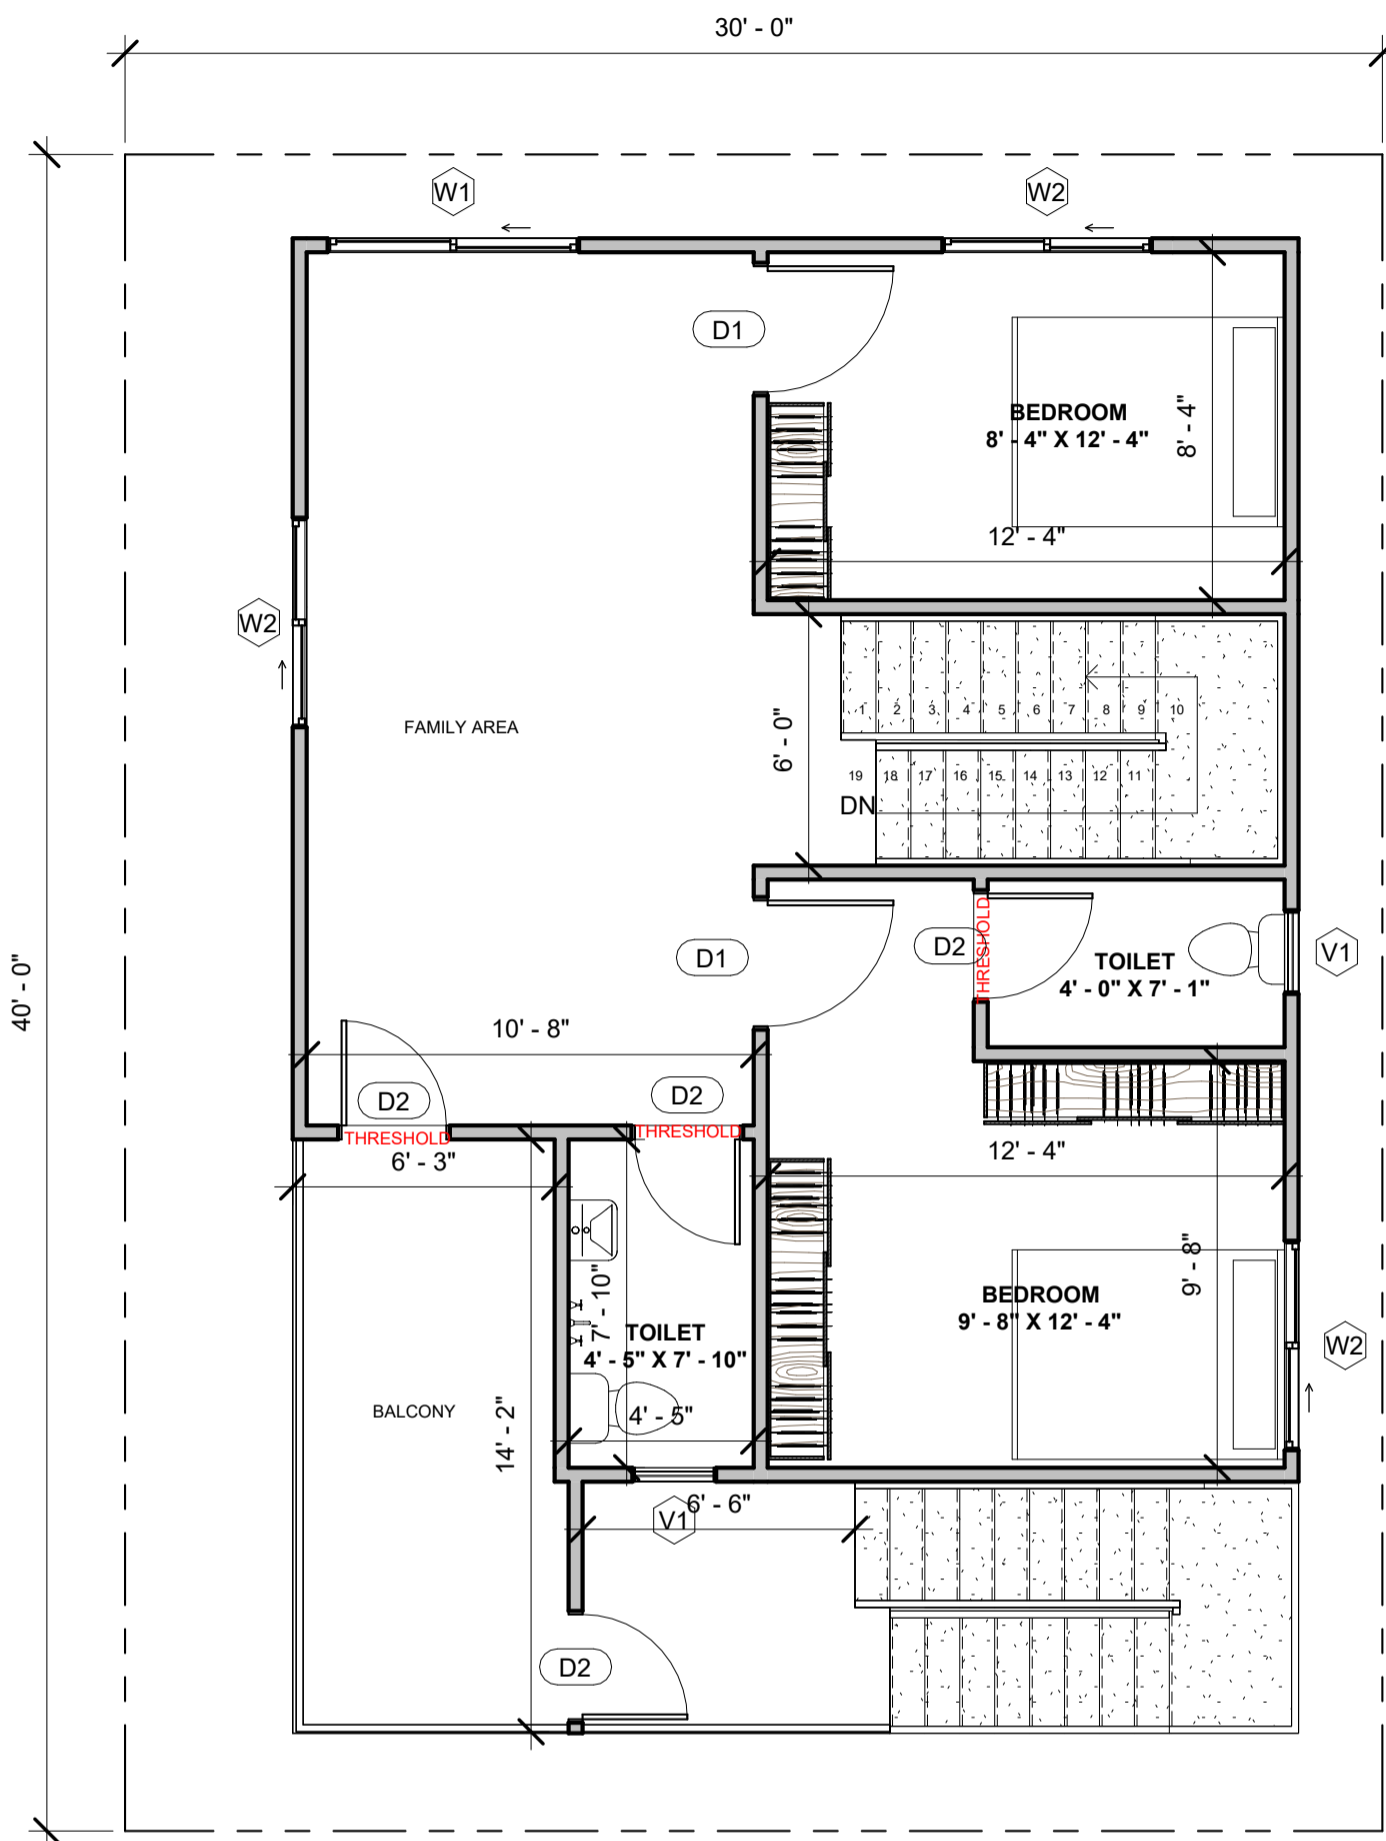 30' - 0"
W1
W2
D1
BEDROOM
8' - 4" X 12' - 4"
8' - 4"
12' - 4"
W2
FAMILY AREA
6' - 0"
1 2 3 4 5 6 7 8 9 10
19 18 17 16 15 14 13 12 11
DN
40' - 0"
D1
D2
THRESHOLD
TOILET
4' - 0" X 7' - 1"
V1
10' - 8"
D2
D2
THRESHOLD
THRESHOLD
6' - 3"
12' - 4"
9' - 8"
BEDROOM
9' - 8" X 12' - 4"
7' - 10"
TOILET
4' - 5" X 7' - 10"
W2
BALCONY
14' - 2"
4' - 5"
6' - 6"
V1
D2